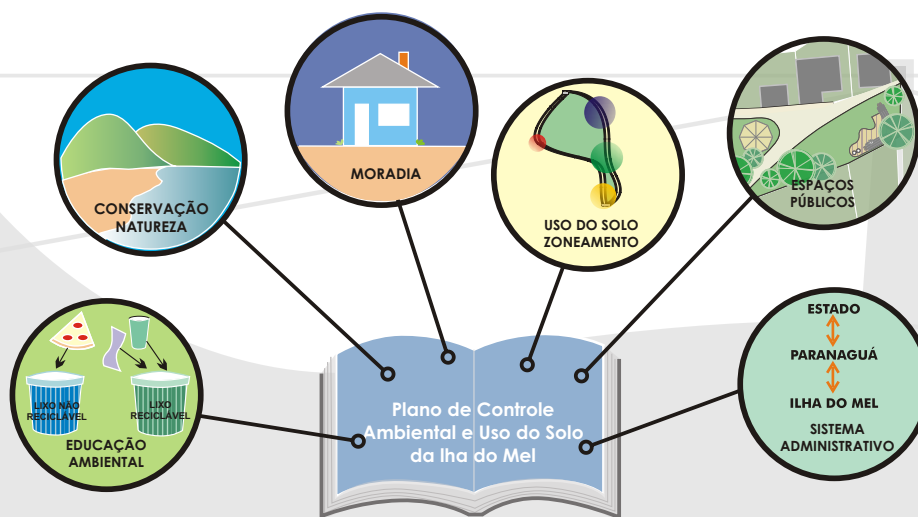 MORADIA
CONSERVAÇÃO
NATUREZA
USO DO SOLO
ZONEAMENTO
ESPAÇOS
PÚBLICOS
LIXO NÃO
RECICLÁVEL
LIXO
RECICLÁVEL
EDUCAÇÃO
AMBIENTAL
ESTADO
PARANAGUÁ
ILHA DO MEL
SISTEMA
ADMINISTRATIVO
Plano de Controle
Ambiental e Uso do Solo
da lha do Mel